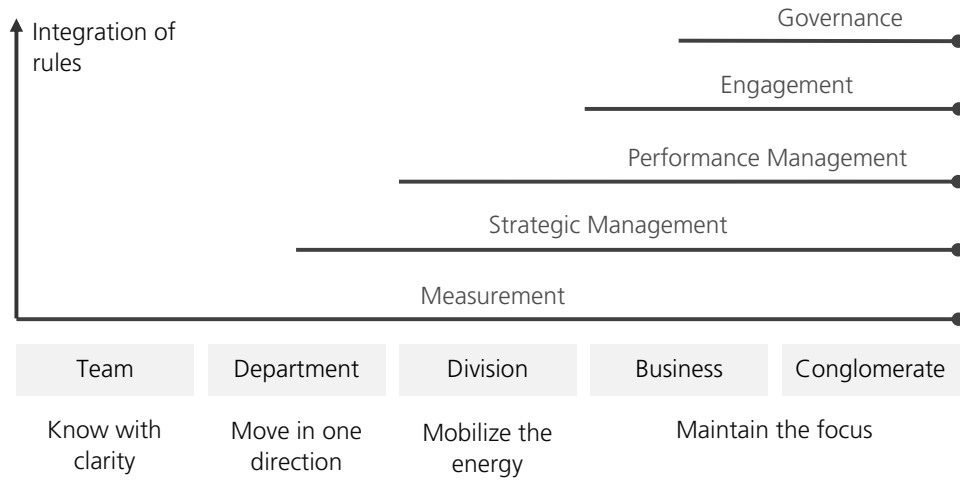 Governance
Integration of
rules
Engagement
Performance Management
Strategic Management
Measurement
Team
Department
Division
Business
Conglomerate
Know with
clarity
Move in one
direction
Mobilize the
energy
Maintain the focus